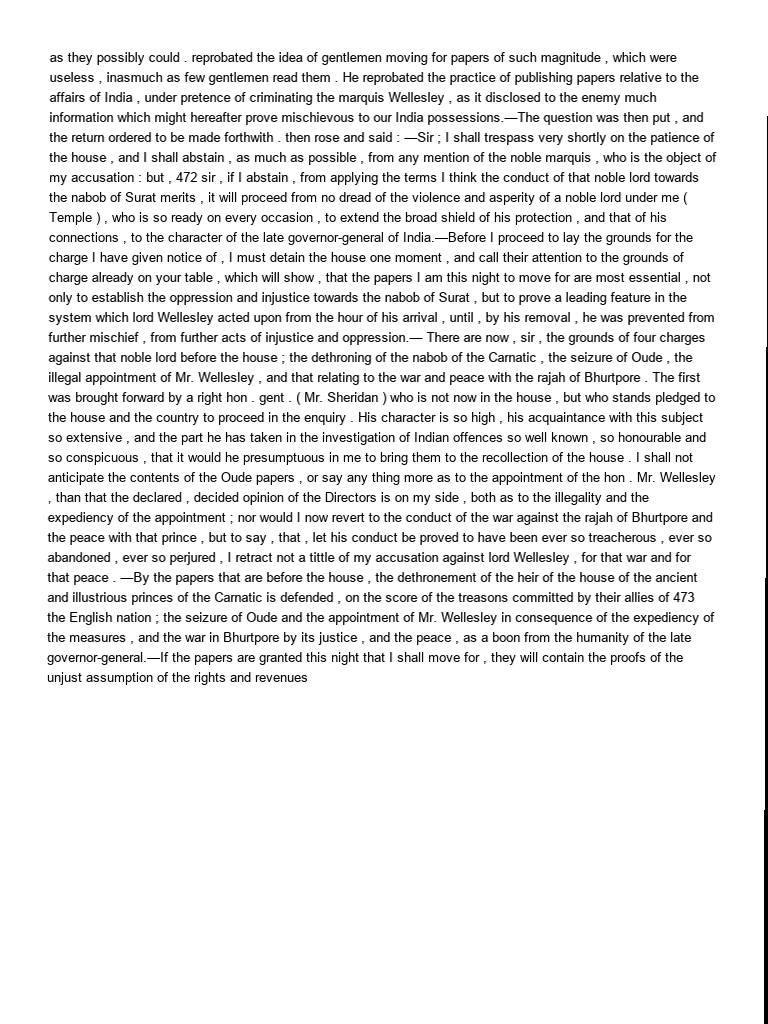 as they possibly could . reprobated the idea of gentlemen moving for papers of such magnitude , which were
useless , inasmuch as few gentlemen read them . He reprobated the practice of publishing papers relative to the
affairs of India , under pretence of criminating the marquis Wellesley , as it disclosed to the enemy much
information which might hereafter prove mischievous to our India possessions.—The question was then put , and
the return ordered to be made forthwith . then rose and said : —Sir ; I shall trespass very shortly on the patience of
the house , and I shall abstain , as much as possible , from any mention of the noble marquis , who is the object of
my accusation : but , 472 sir , if I abstain , from applying the terms I think the conduct of that noble lord towards
the nabob of Surat merits , it will proceed from no dread of the violence and asperity of a noble lord under me (
Temple ) , who is so ready on every occasion , to extend the broad shield of his protection , and that of his
connections , to the character of the late governor-general of India.—Before I proceed to lay the grounds for the
charge I have given notice of , I must detain the house one moment , and call their attention to the grounds of
charge already on your table , which will show , that the papers I am this night to move for are most essential , not
only to establish the oppression and injustice towards the nabob of Surat , but to prove a leading feature in the
system which lord Wellesley acted upon from the hour of his arrival , until , by his removal , he was prevented from
further mischief , from further acts of injustice and oppression.— There are now , sir , the grounds of four charges
against that noble lord before the house ; the dethroning of the nabob of the Carnatic , the seizure of Oude , the
illegal appointment of Mr. Wellesley , and that relating to the war and peace with the rajah of Bhurtpore . The first
was brought forward by a right hon . gent . ( Mr. Sheridan ) who is not now in the house , but who stands pledged to
the house and the country to proceed in the enquiry . His character is so high , his acquaintance with this subject
so extensive , and the part he has taken in the investigation of Indian offences so well known , so honourable and
so conspicuous , that it would he presumptuous in me to bring them to the recollection of the house . I shall not
anticipate the contents of the Oude papers , or say any thing more as to the appointment of the hon . Mr. Wellesley
, than that the declared , decided opinion of the Directors is on my side , both as to the illegality and the
expediency of the appointment ; nor would I now revert to the conduct of the war against the rajah of Bhurtpore and
the peace with that prince , but to say , that , let his conduct be proved to have been ever so treacherous , ever so
abandoned , ever so perjured , I retract not a tittle of my accusation against lord Wellesley , for that war and for
that peace . —By the papers that are before the house , the dethronement of the heir of the house of the ancient
and illustrious princes of the Carnatic is defended , on the score of the treasons committed by their allies of 473
the English nation ; the seizure of Oude and the appointment of Mr. Wellesley in consequence of the expediency of
the measures , and the war in Bhurtpore by its justice , and the peace , as a boon from the humanity of the late
governor-general.—If the papers are granted this night that I shall move for , they will contain the proofs of the
unjust assumption of the rights and revenues